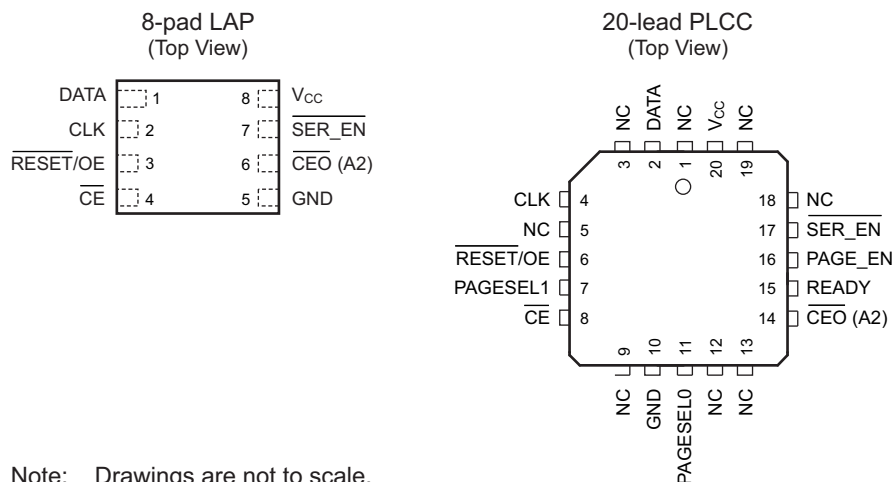 8-pad LAP
(Top View)
DATA 1
CLK 2
RESET/OE 3
CE 4
8 VCC
7 SER_EN
6 CEO (A2)
5 GND
20-lead PLCC
(Top View)
NC 3
DATA 2
NC 1
VCC 20
NC 19
CLK 4
NC 5
RESET/OE 6
PAGESEL1 7
CE 8
18 NC
17 SER_EN
16 PAGE_EN
15 READY
14 CEO (A2)
9 NC
10 GND
11 PAGESEL0
12 NC
13 NC
Note: Drawings are not to scale.